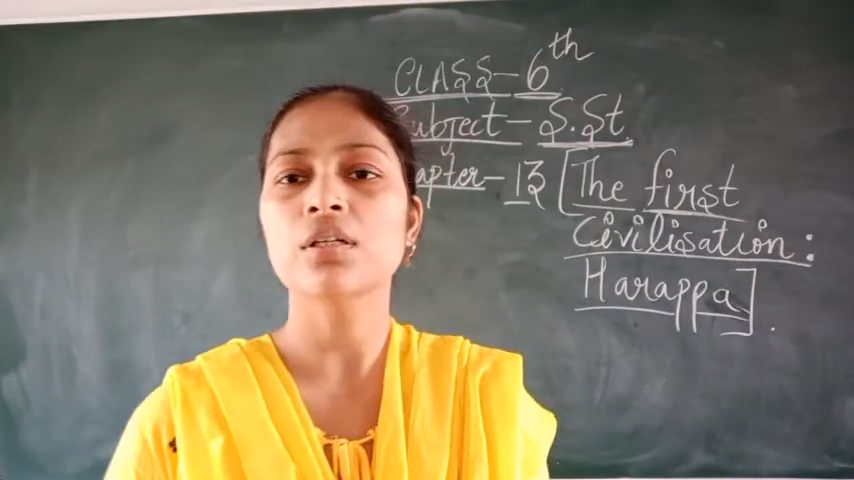 CLASS - 6th
Subject - S.St.
apter - 13 [The first
Civilisation:
Harappa].